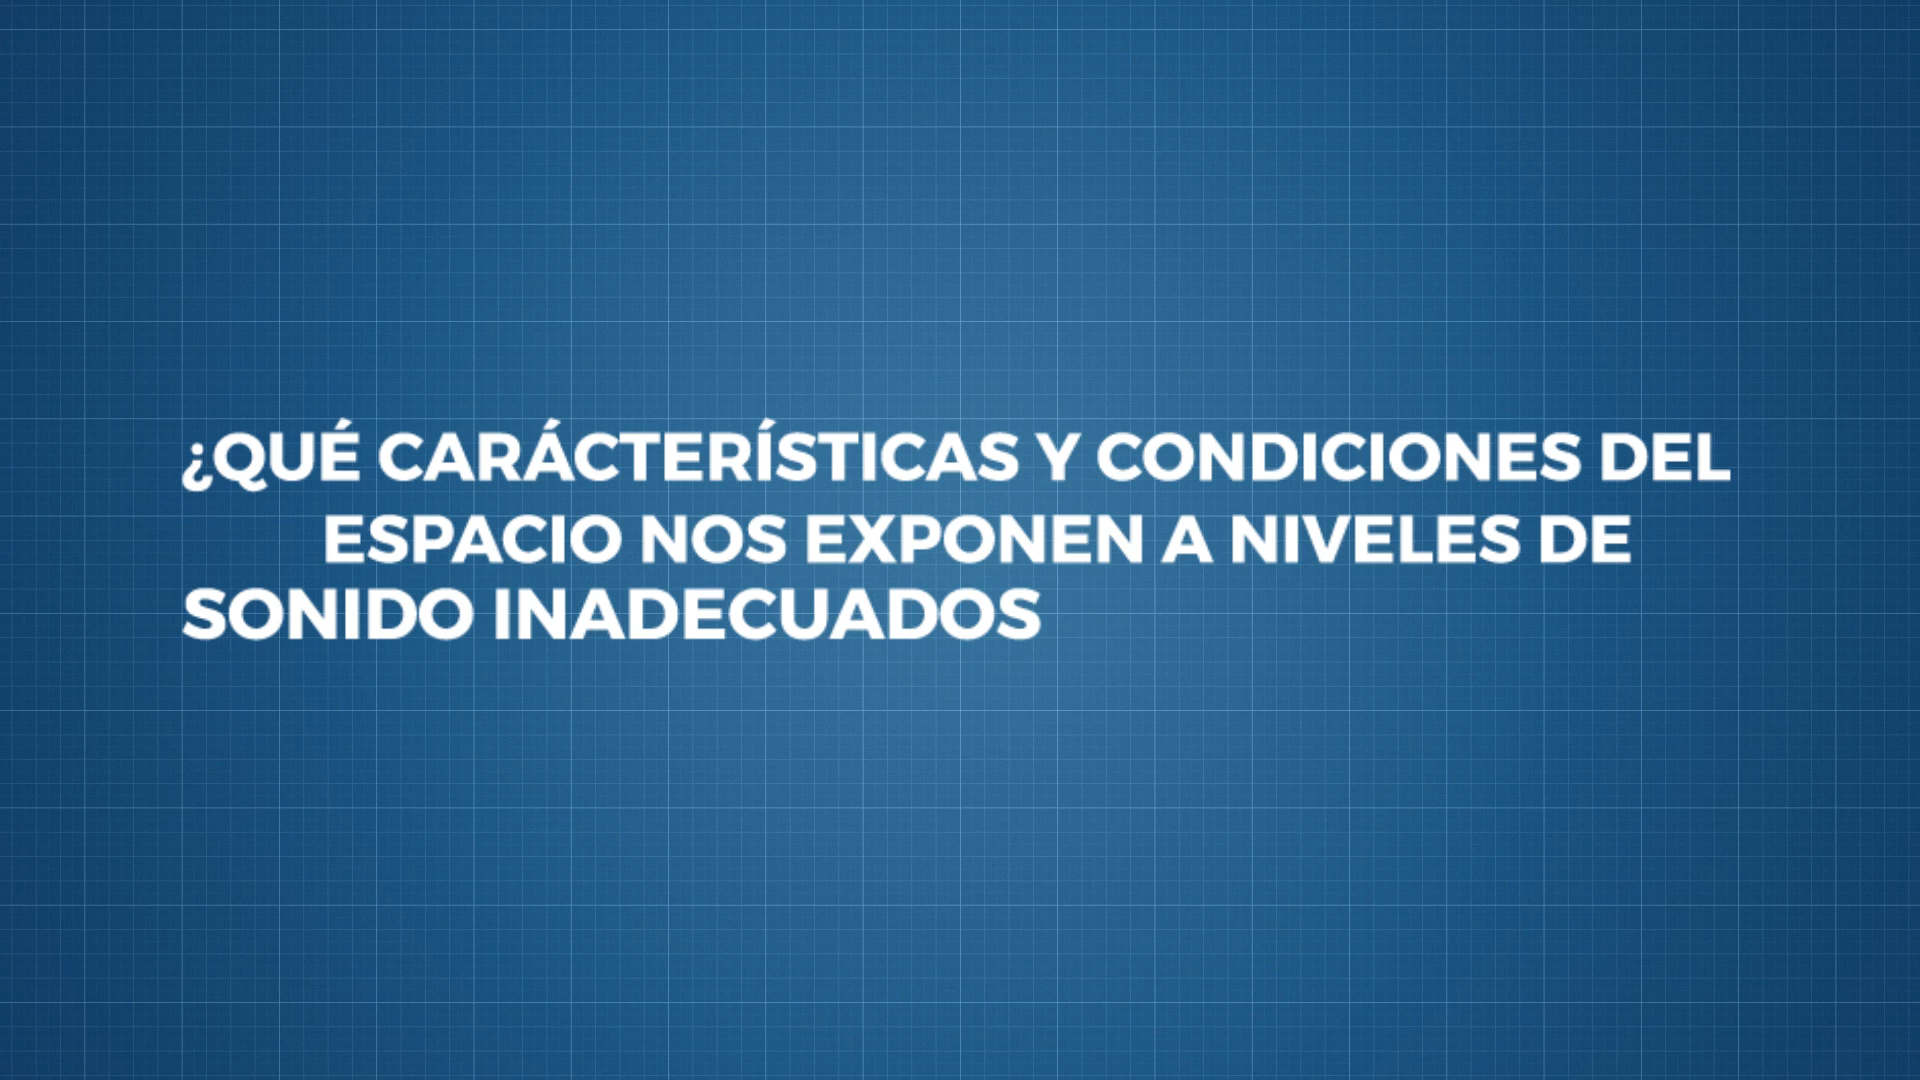 ¿QUÉ CARÁCTERÍSTICAS Y CONDICIONES DEL
ESPACIO NOS EXPONEN A NIVELES DE
SONIDO INADECUADOS